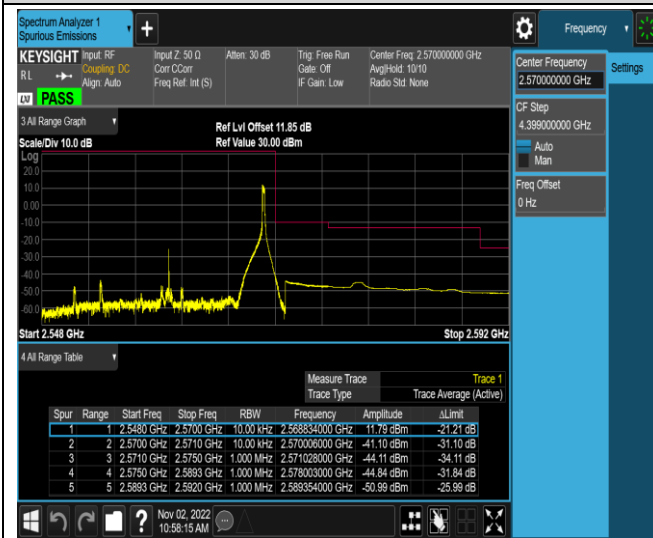 Spectrum Analyzer 1
Spurious Emissions
Frequency
KEYSIGHT Input: RF Input Z: 50 Ω Atten: 30 dB Trig: Free Run Center Freq: 2.570000000 GHz
RL Coupling: DC Corr CCorr Gate: Off Avg|Hold: 10/10
Align: Auto Freq Ref: Int (S) IF Gain: Low Radio Std: None
LXI PASS
Center Frequency
2.570000000 GHz
Settings
CF Step
4.399000000 GHz
Auto
Man
Freq Offset
0 Hz
3 All Range Graph
Ref Lvl Offset 11.85 dB
Scale/Div 10.0 dB Ref Value 30.00 dBm
Log
20.0
10.0
0.00
-10.0
-20.0
-30.0
-40.0
-50.0
-60.0
Start 2.548 GHz Stop 2.592 GHz
4 All Range Table
Measure Trace Trace 1
Trace Type Trace Average (Active)
Spur Range Start Freq Stop Freq RBW Frequency Amplitude ΔLimit
1 1 2.5480 GHz 2.5700 GHz 10.00 kHz 2.568834000 GHz 11.79 dBm -21.21 dB
2 2 2.5700 GHz 2.5710 GHz 10.00 kHz 2.570006000 GHz -41.10 dBm -31.10 dB
3 3 2.5710 GHz 2.5750 GHz 1.000 MHz 2.571028000 GHz -44.11 dBm -34.11 dB
4 4 2.5750 GHz 2.5893 GHz 1.000 MHz 2.578003000 GHz -44.84 dBm -31.84 dB
5 5 2.5893 GHz 2.5920 GHz 1.000 MHz 2.589354000 GHz -50.99 dBm -25.99 dB
Nov 02, 2022
10:58:15 AM